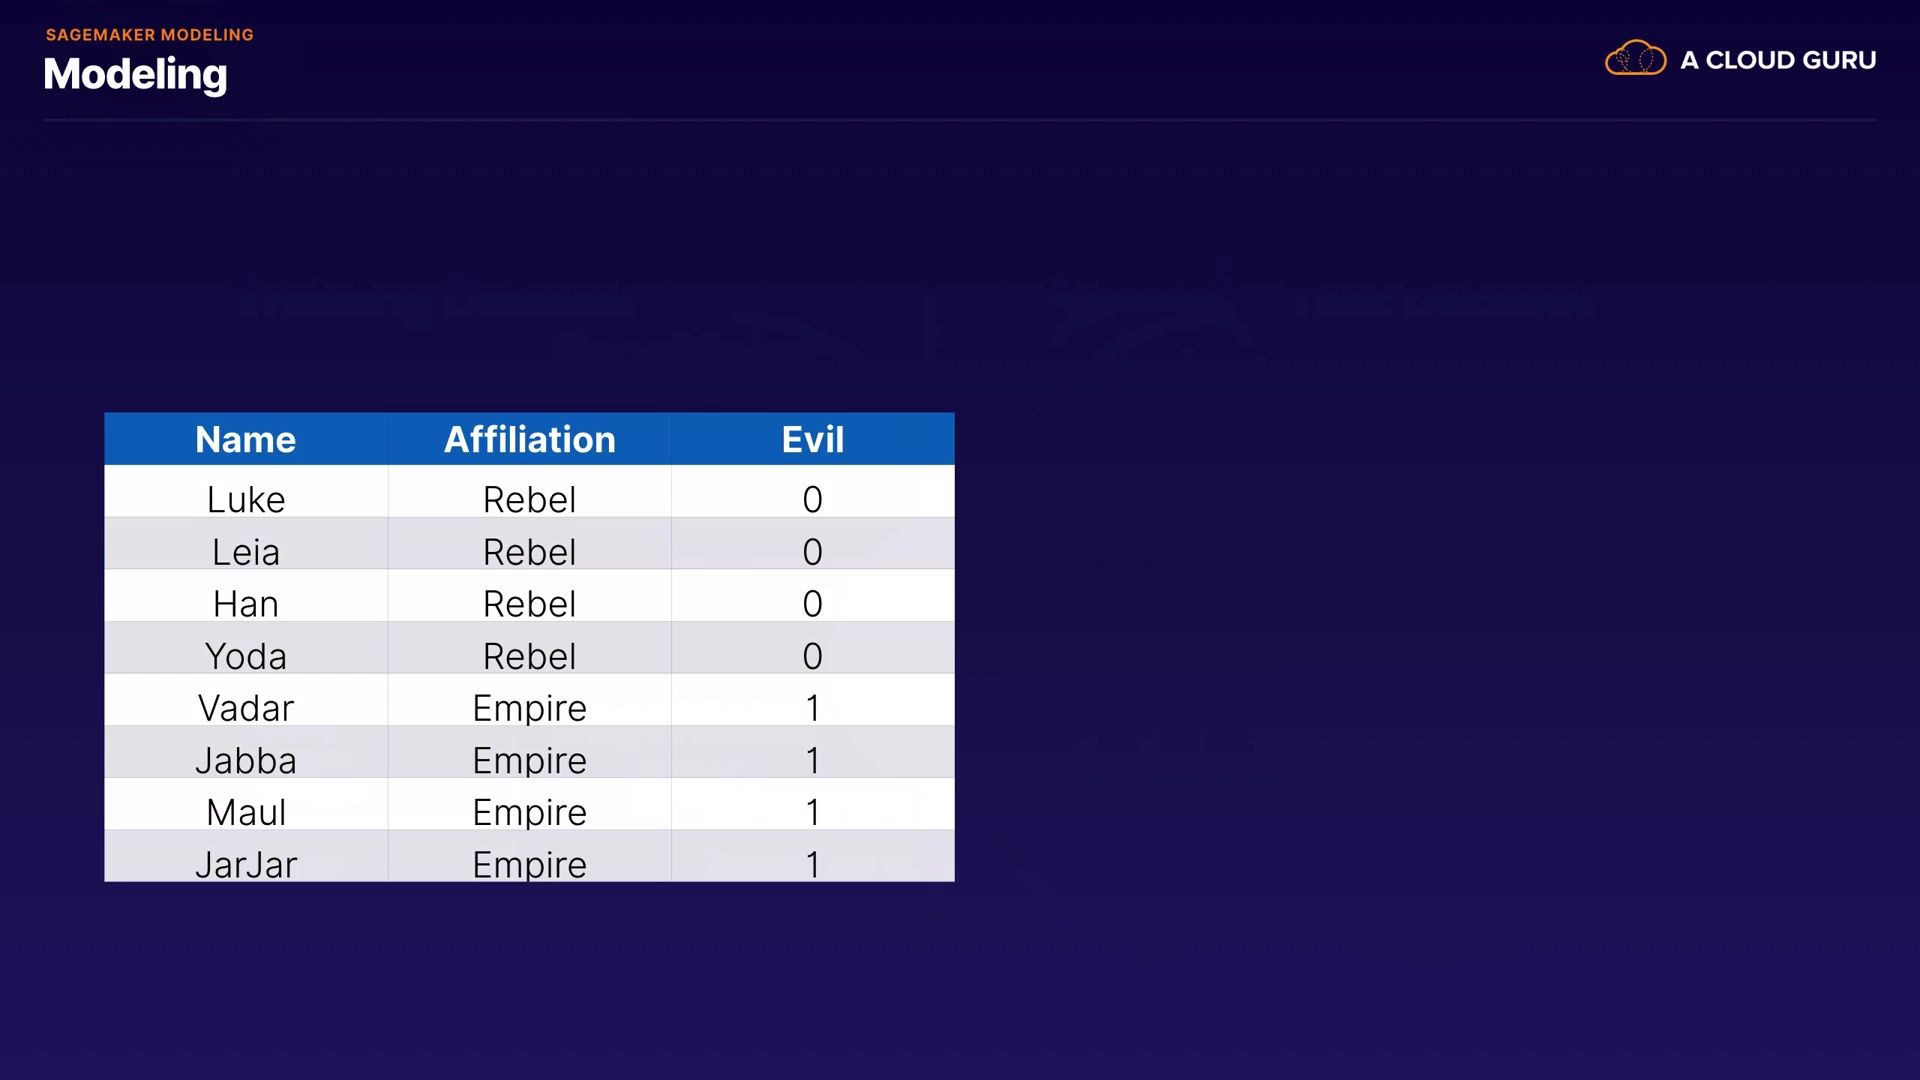 SAGEMAKER MODELING
Modeling
A CLOUD GURU
Name Affiliation Evil
Luke Rebel 0
Leia Rebel 0
Han Rebel 0
Yoda Rebel 0
Vadar Empire 1
Jabba Empire 1
Maul Empire 1
JarJar Empire 1